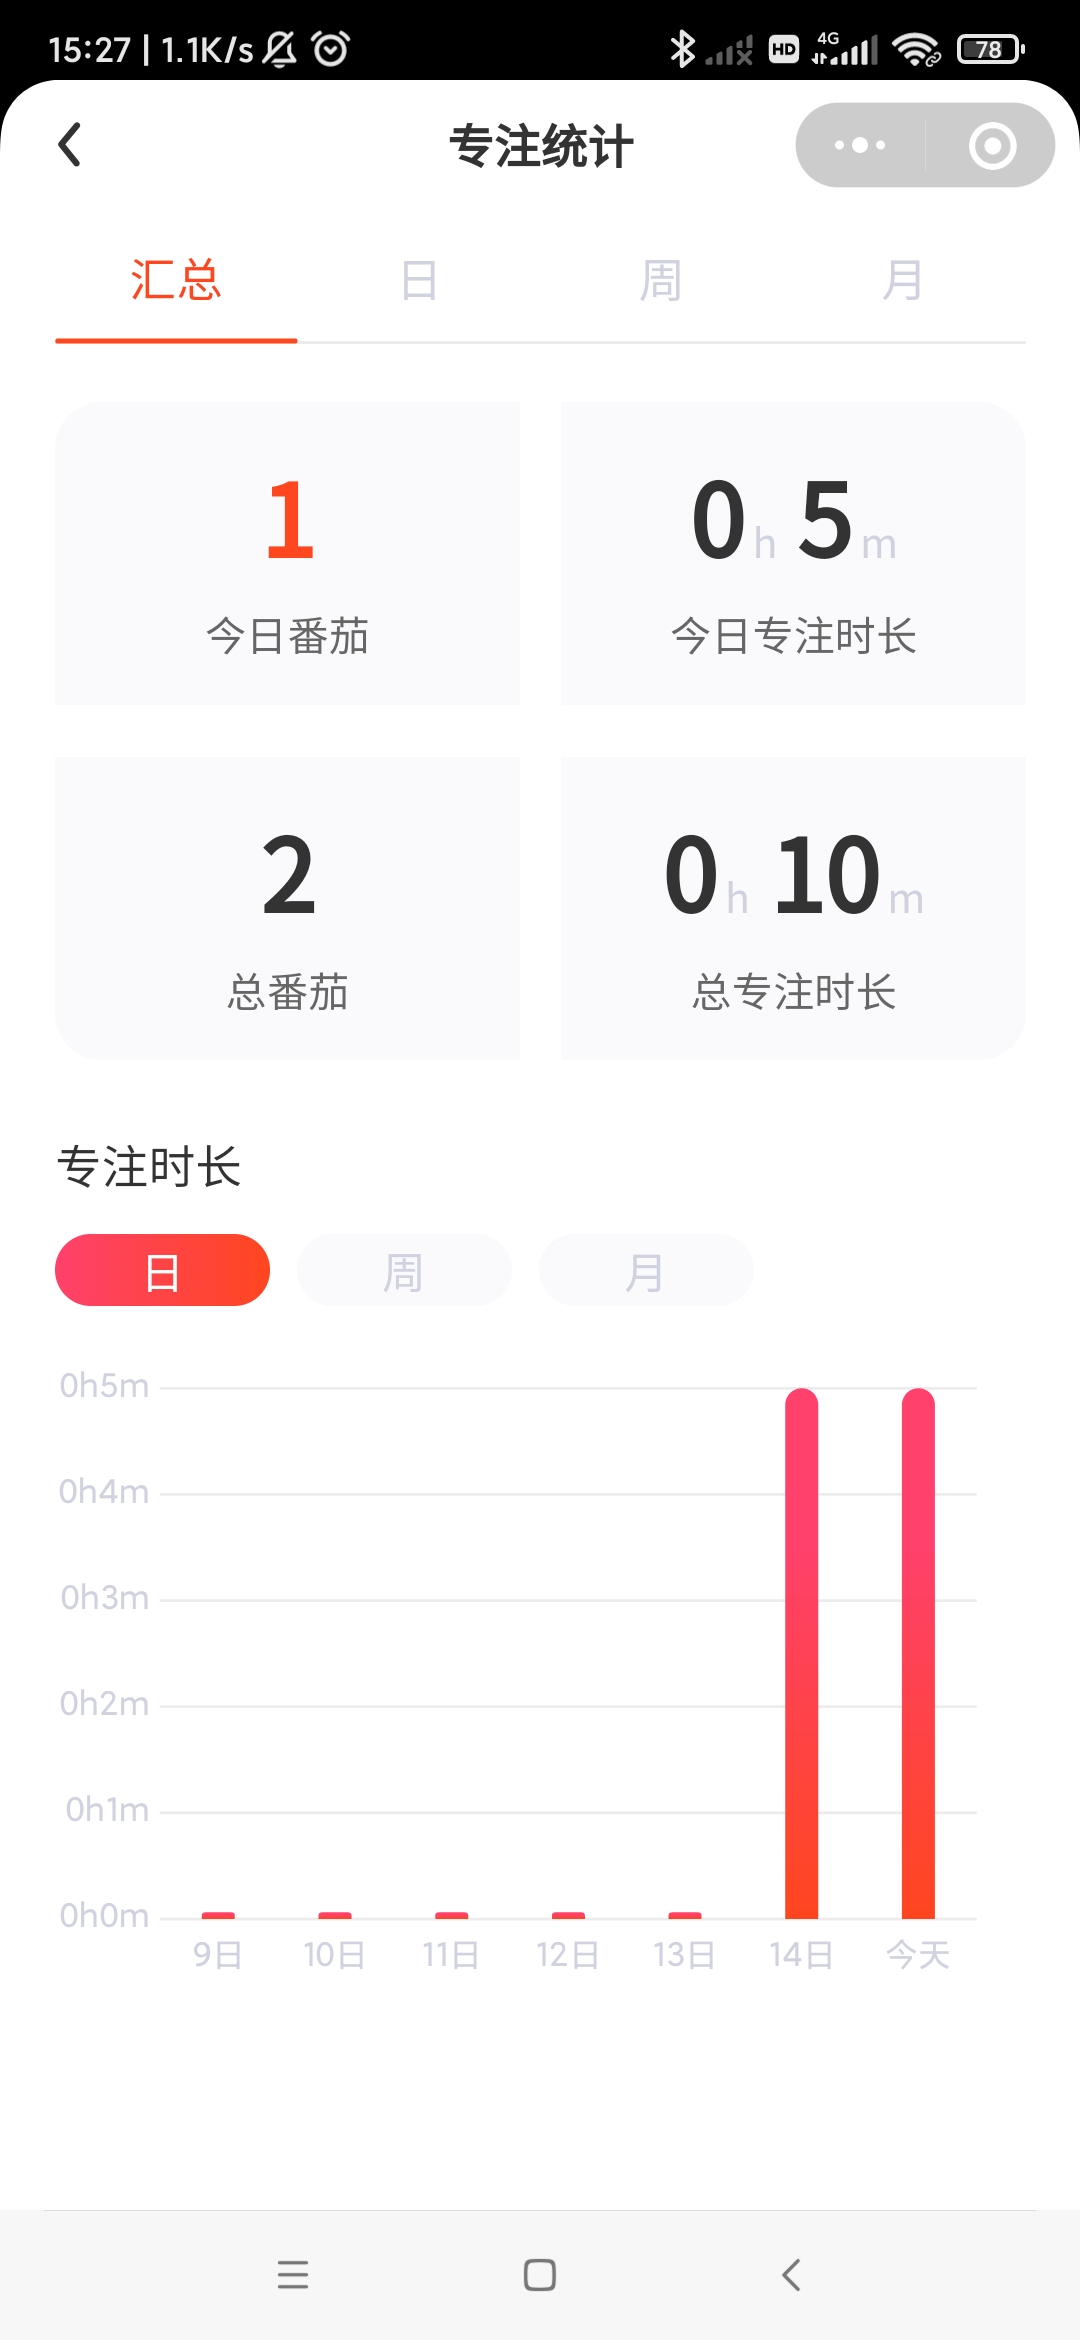 15:27 | 1.1K/s HD 4G 78
专注统计
汇总 日 周 月
1
今日番茄
0h 5m
今日专注时长
2
总番茄
0h 10m
总专注时长
专注时长
日 周 月
0h5m
0h4m
0h3m
0h2m
0h1m
0h0m
9日 10日 11日 12日 13日 14日 今天